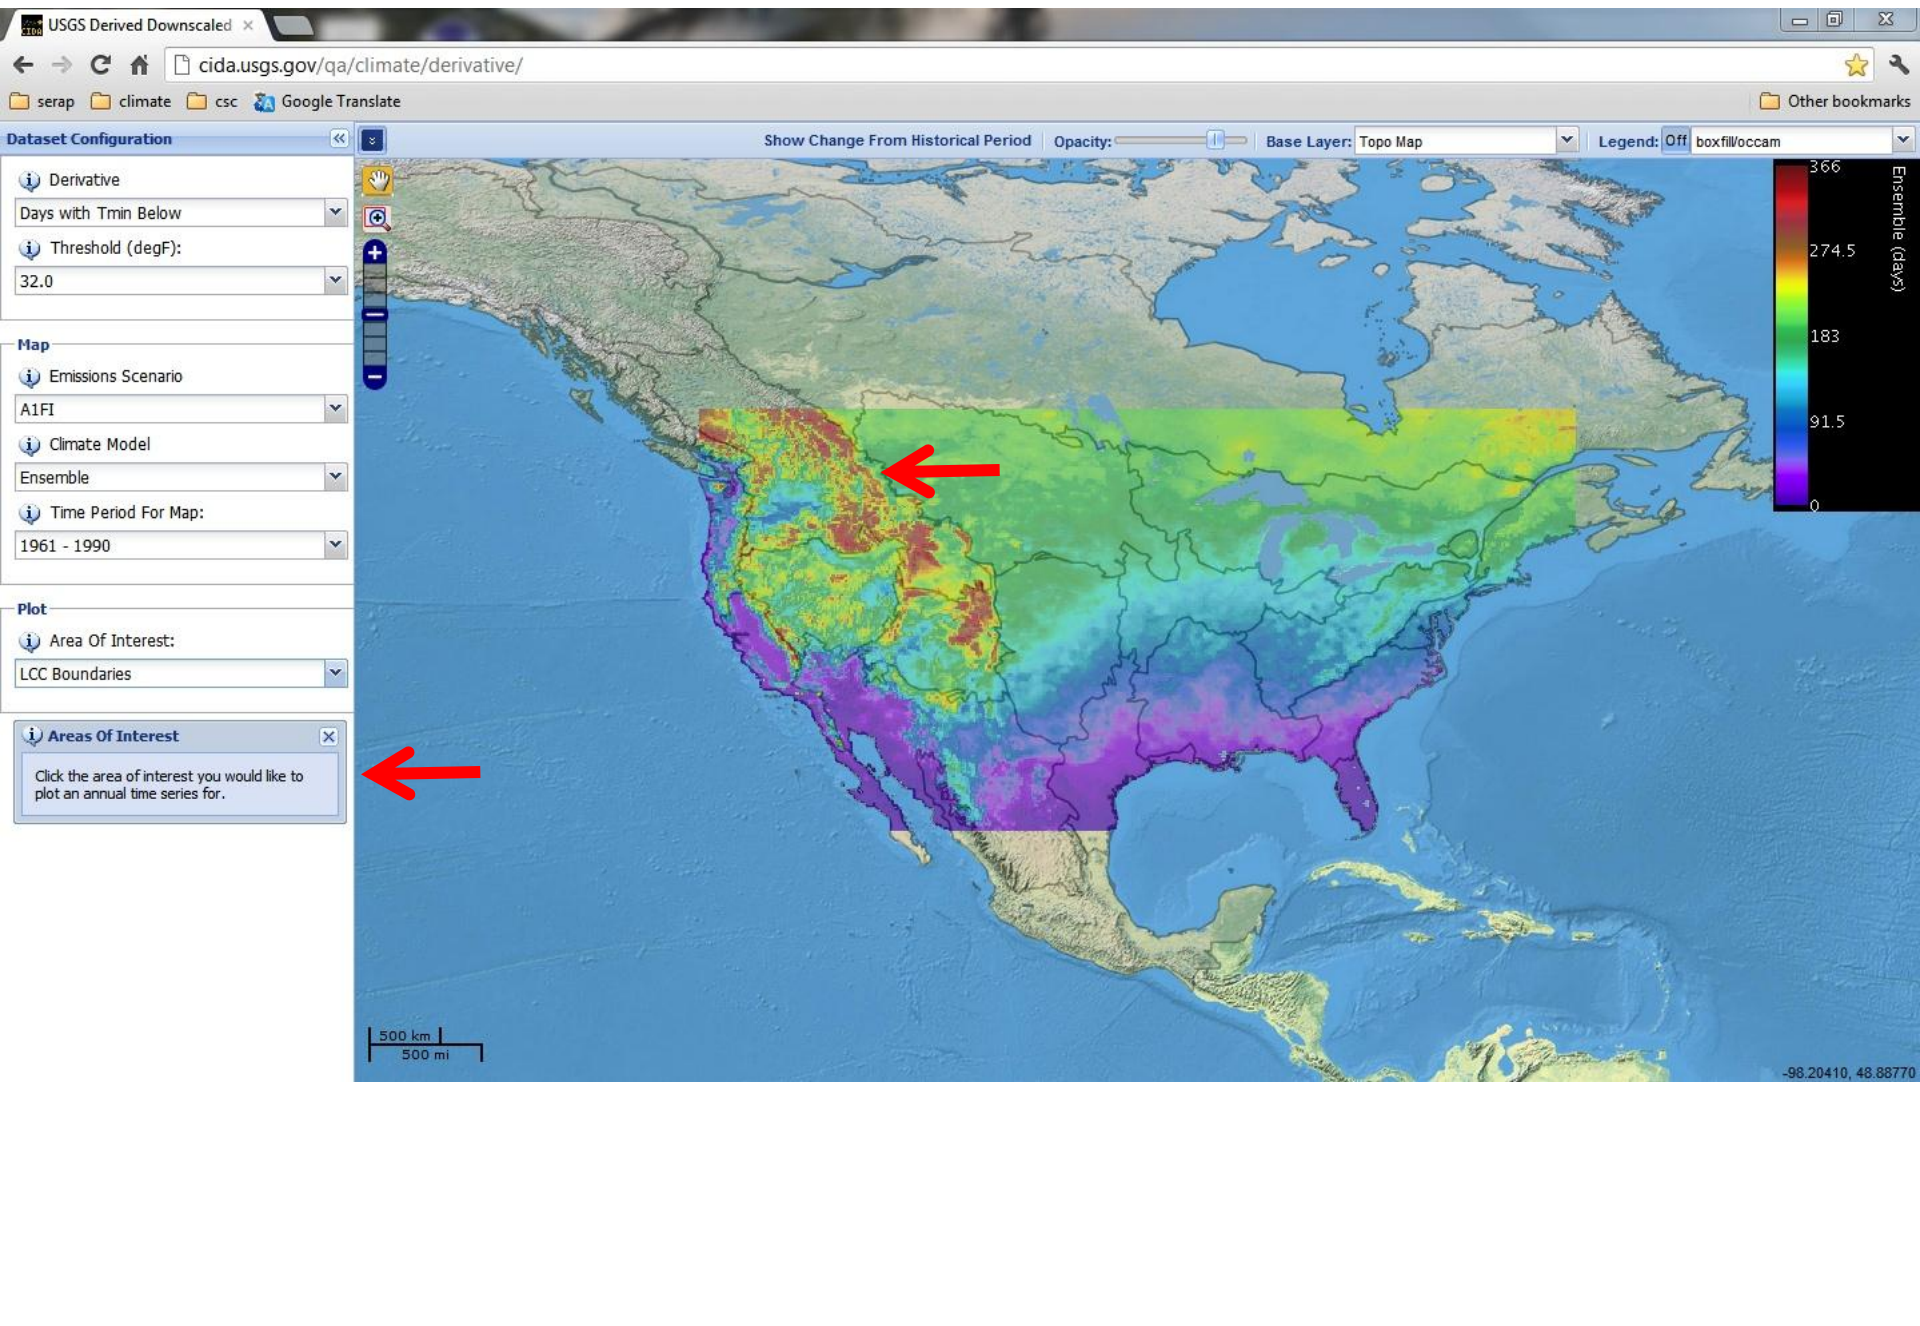 USGS Derived Downscaled
cida.usgs.gov/qa/climate/derivative/
serap climate csc Google Translate Other bookmarks
Dataset Configuration
Show Change From Historical Period Opacity: Base Layer: Topo Map Legend: Off boxfill/occam
Derivative
Days with Tmin Below
Threshold (degF):
32.0
Map
Emissions Scenario
A1FI
Climate Model
Ensemble
Time Period For Map:
1961 - 1990
Plot
Area Of Interest:
LCC Boundaries
Areas Of Interest
Click the area of interest you would like to
plot an annual time series for.
366
274.5
183
91.5
0
Ensemble (days)
500 km
500 mi
-98.20410, 48.88770